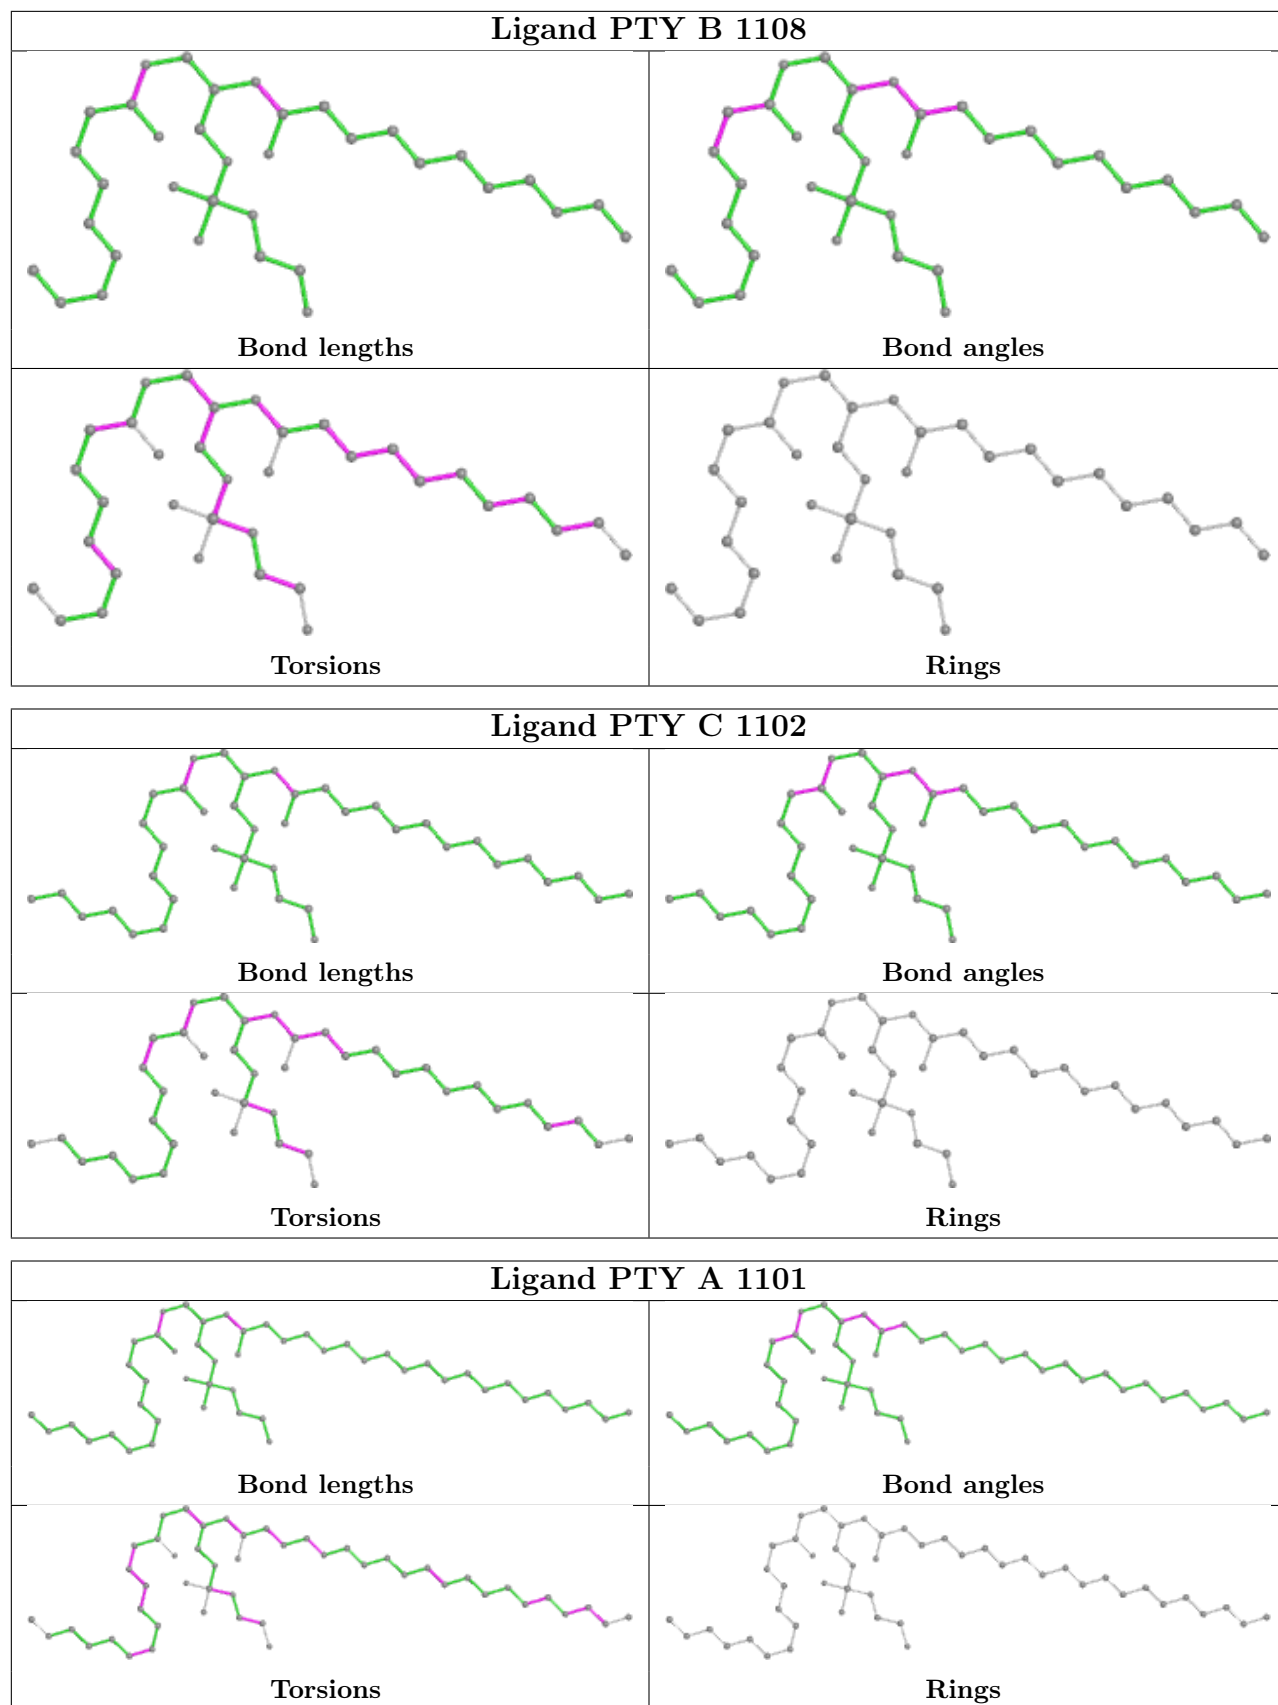 Ligand PTY B 1108
Bond lengths
Bond angles
Torsions
Rings
Ligand PTY C 1102
Bond lengths
Bond angles
Torsions
Rings
Ligand PTY A 1101
Bond lengths
Bond angles
Torsions
Rings